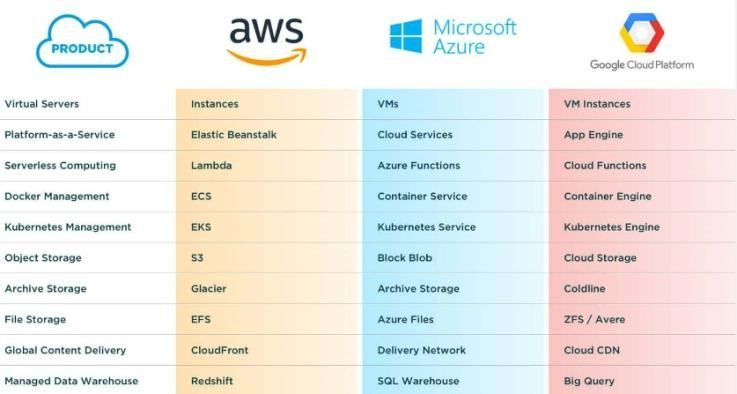 PRODUCT
aws
Microsoft
Azure
Google Cloud Platform
Virtual Servers Instances VMs VM Instances
Platform-as-a-Service Elastic Beanstalk Cloud Services App Engine
Serverless Computing Lambda Azure Functions Cloud Functions
Docker Management ECS Container Service Container Engine
Kubernetes Management EKS Kubernetes Service Kubernetes Engine
Object Storage S3 Block Blob Cloud Storage
Archive Storage Glacier Archive Storage Coldline
File Storage EFS Azure Files ZFS / Avere
Global Content Delivery CloudFront Delivery Network Cloud CDN
Managed Data Warehouse Redshift SQL Warehouse Big Query